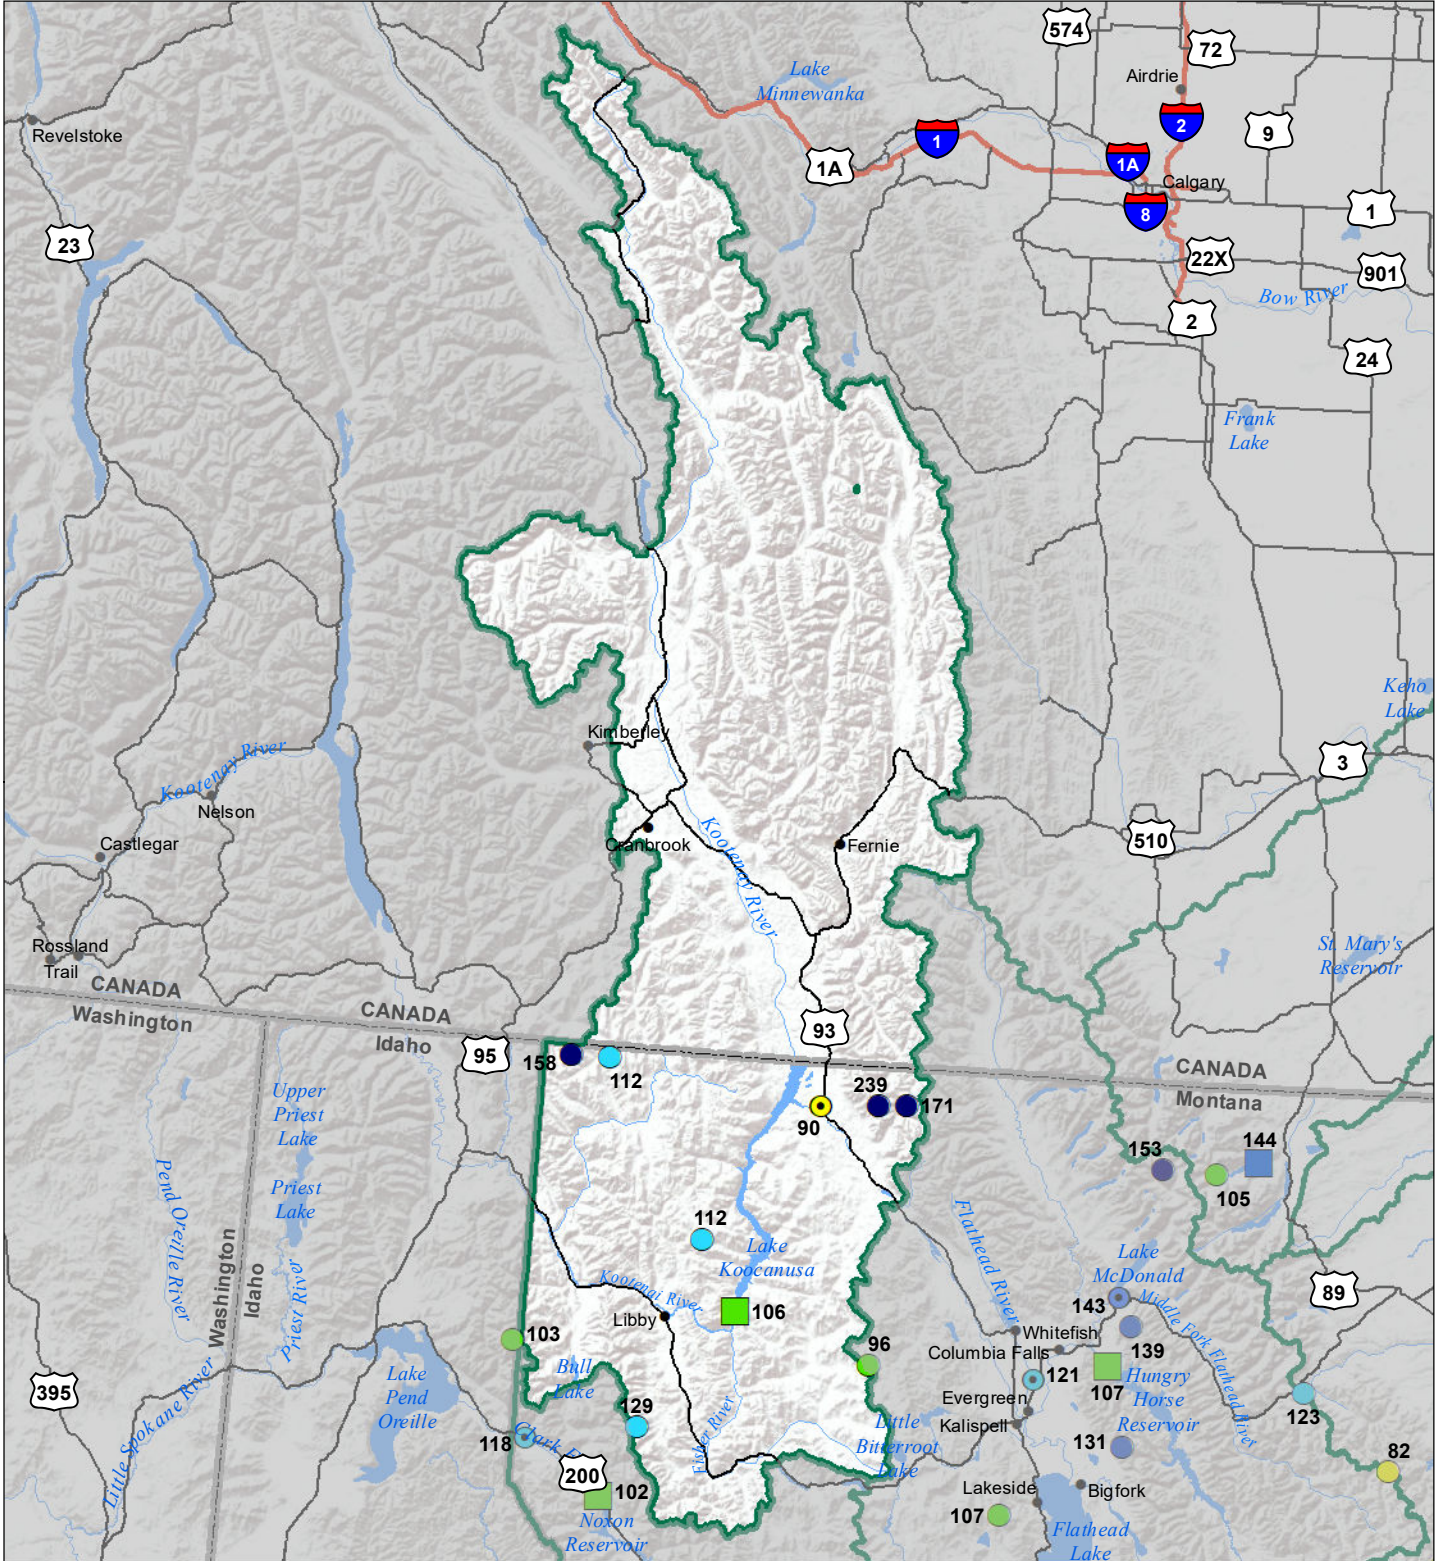 574
72
Airdrie
Lake
Minnewanka
2
9
Revelstoke
1
1A
1A
Calgary
8
1
23
22X
901
Bow River
2
24
Frank
Lake
Keho
Lake
Kimberley
Kootenay River
3
Nelson
Kootenay River
Castlegar
Cranbrook
Fernie
510
Rossland
Trail
St. Mary's
Reservoir
CANADA
Washington
CANADA
Idaho
95
93
158
112
CANADA
Montana
239
171
90
Upper
Priest
Lake
153
144
105
Pend Oreille River
Priest
Lake
Flathead River
112
Lake
Koocanusa
Lake
McDonald
Washington
Idaho
Priest River
Kootenai River
143
Middle Fork Flathead River
89
Libby
106
139
103
Whitefish
Columbia Falls
96
107
121
Hungry
Horse
Reservoir
395
Lake
Pend
Oreille
Bull
Lake
Little Spokane River
129
Evergreen
Kalispell
123
Little
Bitterroot
Lake
Fisher River
118
Clark F
131
82
200
102
Lakeside
Bigfork
Noxon
Reservoir
107
Flathead
Lake